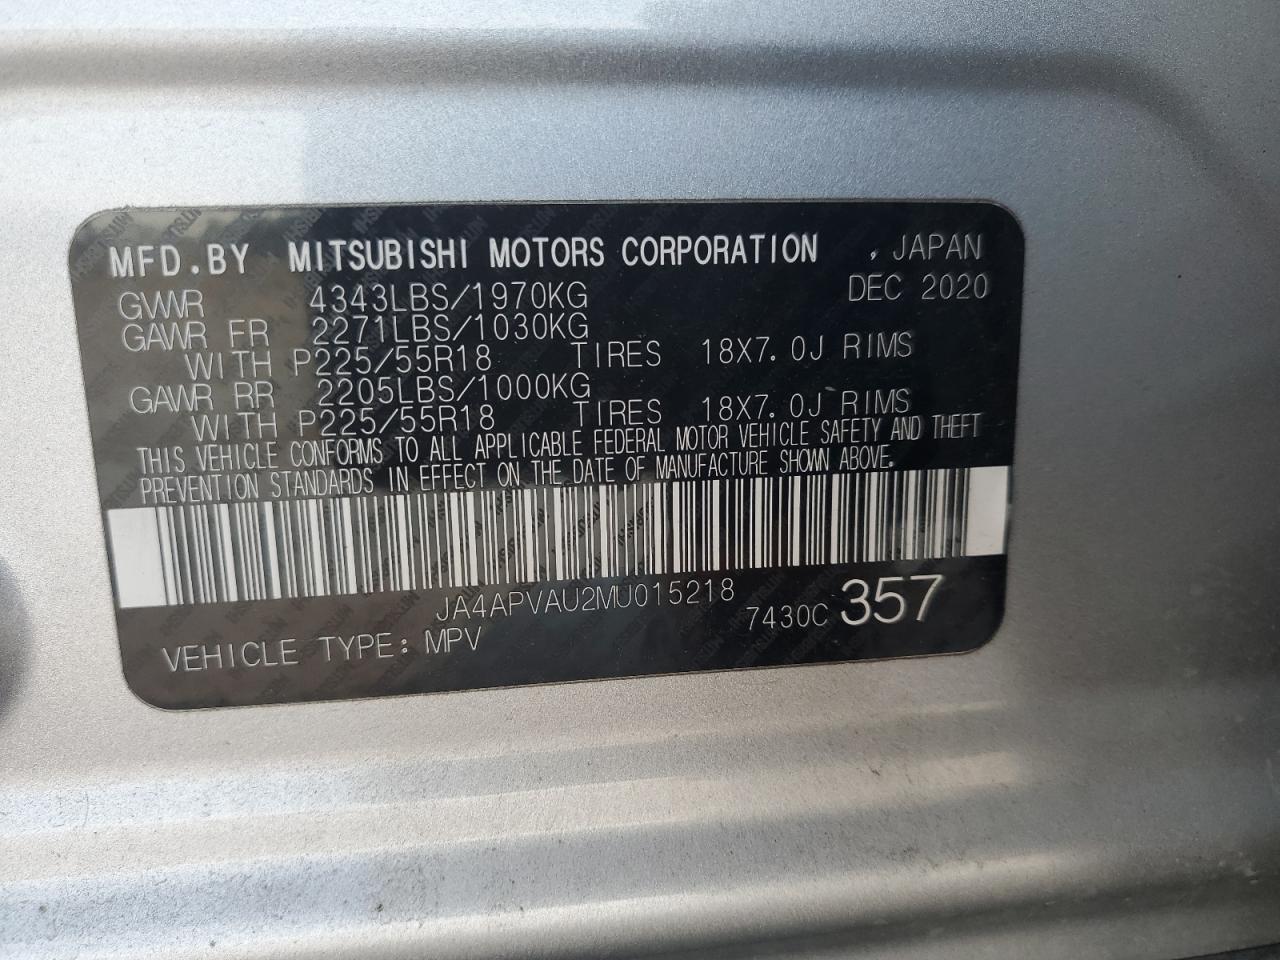 MFD.BY MITSUBISHI MOTORS CORPORATION , JAPAN
GVWR 4343LBS/1970KG DEC 2020
GAWR FR 2271LBS/1030KG
WITH P225/55R18 TIRES 18X7.0J RIMS
GAWR RR 2205LBS/1000KG
WITH P225/55R18 TIRES 18X7.0J RIMS
THIS VEHICLE CONFORMS TO ALL APPLICABLE FEDERAL MOTOR VEHICLE SAFETY AND THEFT
PREVENTION STANDARDS IN EFFECT ON THE DATE OF MANUFACTURE SHOWN ABOVE.
JA4APVAU2MU015218 7430C 357
VEHICLE TYPE: MPV